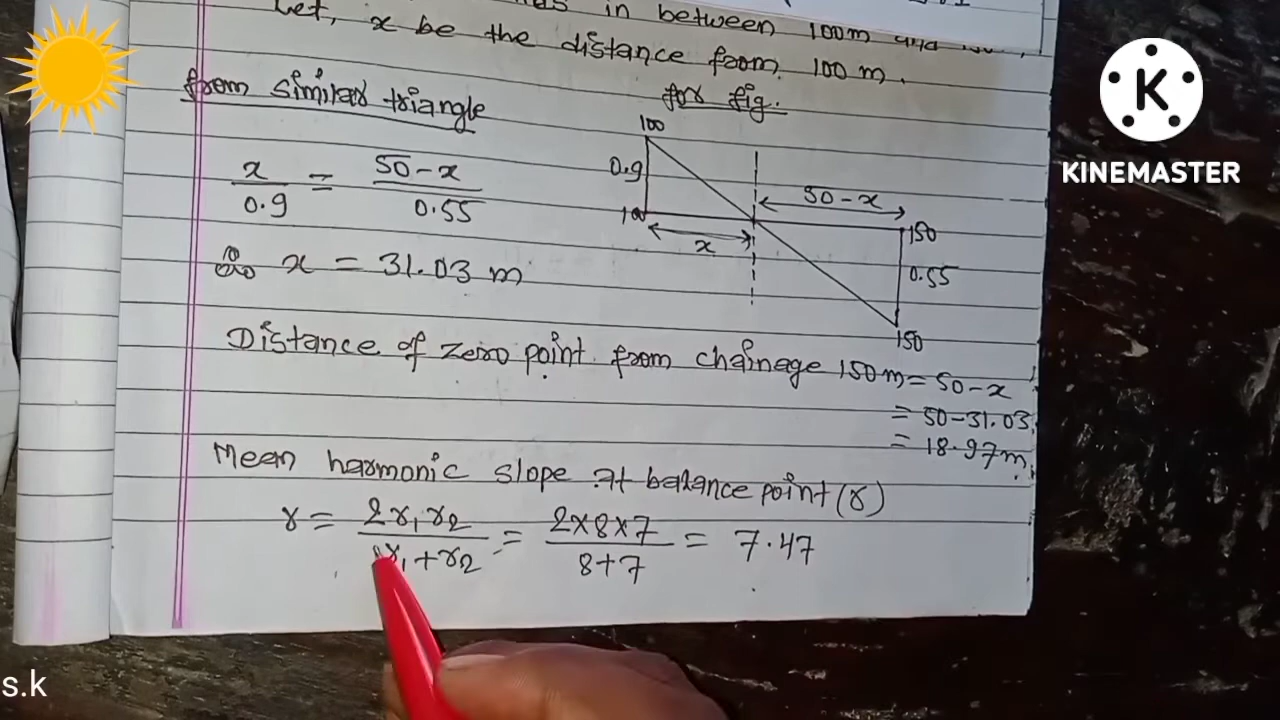 in between 100m and
Let, x be the distance from 100 m.
from similar triangle
for fig.
x/0.9 = 50-x/0.55
∴ x = 31.03 m
100
0.9
100
x
50-x
150
0.55
150
Distance of zero point from chainage 150m = 50-x
= 50-31.03
= 18.97m
Mean harmonic slope at balance point (r)
r = 2r₁r₂/r₁+r₂ = 2×8×7/8+7 = 7.47
K
KINEMASTER
s.k